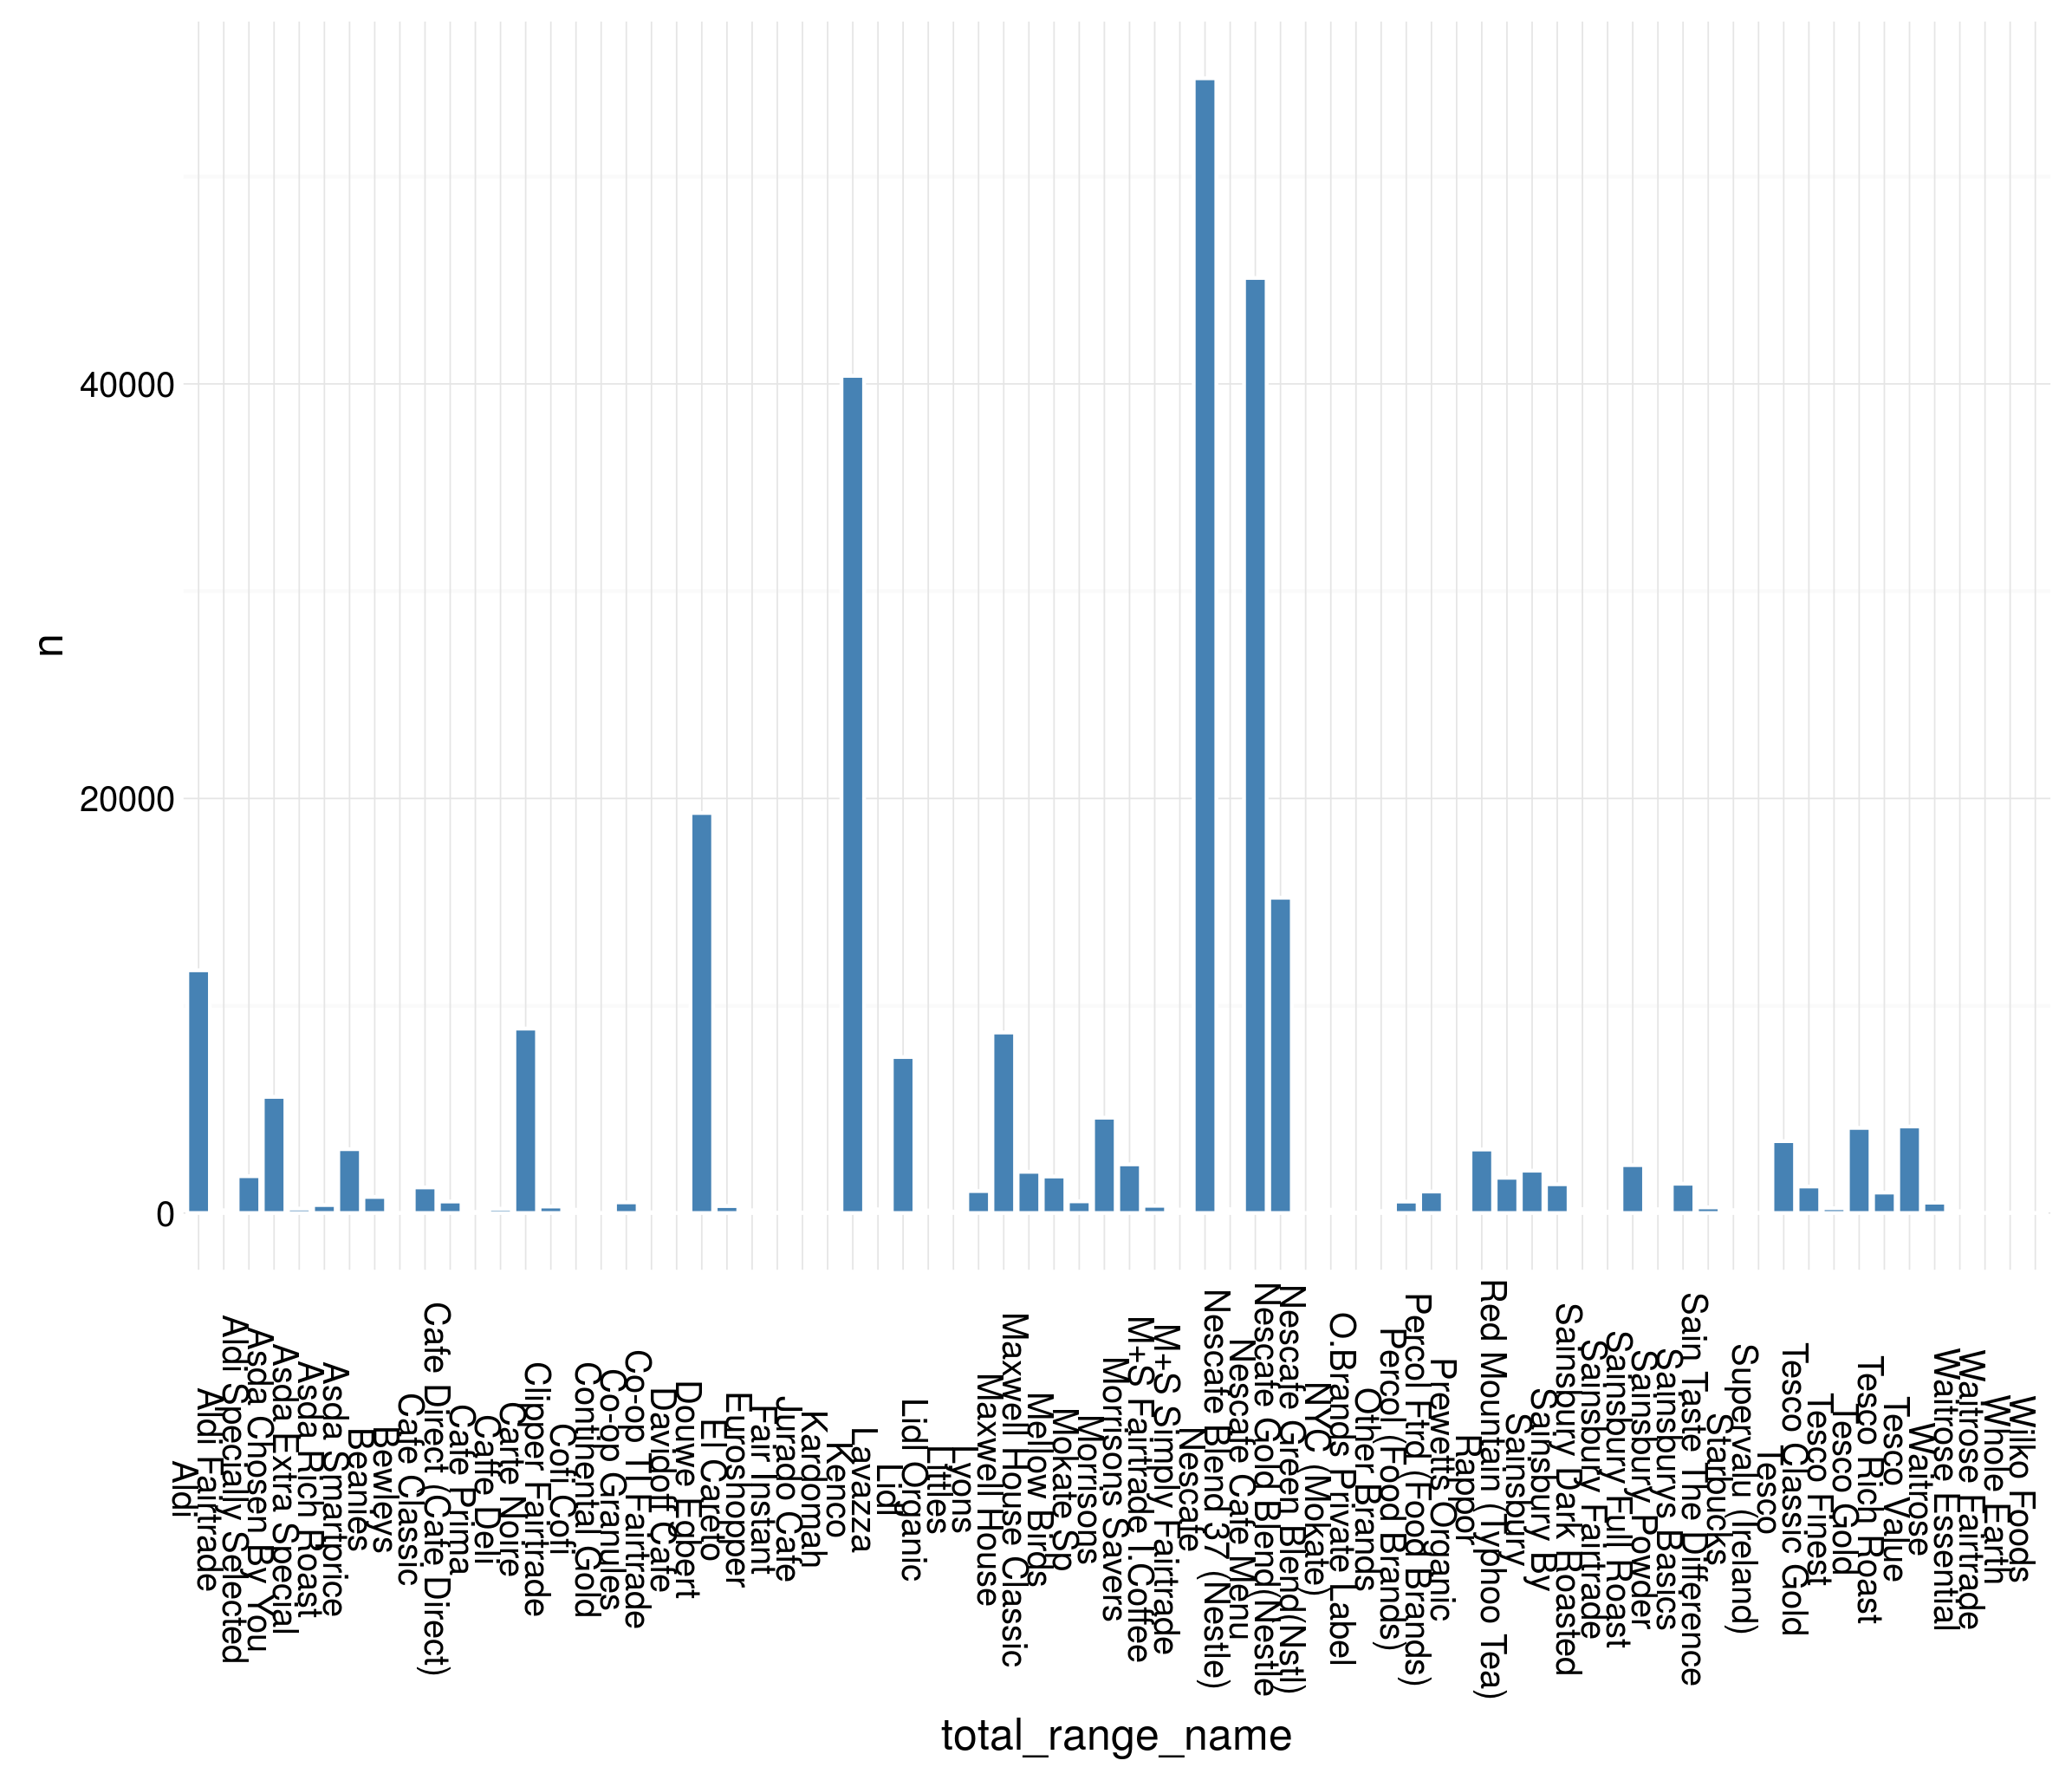 n
40000
20000
0
Aldi
Aldi Fairtrade
Aldi Specially Selected
Asda Chosen By You
Asda Extra Special
Asda Rich Roast
Asda Smartprice
Beanies
Bewleys
Cafe Classic
Cafe Direct (Cafe Direct)
Cafe Prima
Caffe Deli
Carte Noire
Clipper Fairtrade
Cofi Cofi
Continental Gold
Co-op Granules
Co-op TI Fairtrade
Davidoff Cafe
Douwe Egbert
El Careto
Euroshopper
Fair Instant
Jurado Cafe
Kardomah
Kenco
Lavazza
Lidl
Lidl Organic
Littles
Lyons
Maxwell House
Maxwell House Classic
Mellow Birds
Mokate Sp
Morrisons
Morrisons Savers
M+S Fairtrade I.Coffee
M+S Simply Fairtrade
Nescafe
Nescafe Blend 37 (Nestle)
Nescafe Cafe Menu
Nescafe Gold Blend(Nestle
Nescafe Green Blend(Nstl)
NYC (Mokate)
O.Brands Private Label
Other Brands
Percol (Food Brands)
Percol Ftrd (Food Brands)
Prewetts Organic
Rappor
Red Mountain (Typhoo Tea)
Sainsbury
Sainsbury By
Sainsbury Dark Roasted
Sainsbury Fairtrade
Sainsbury Full Roast
Sainsbury Powder
Sainsburys Basics
Sain Taste The Difference
Starbucks
Supervalu (Ireland)
Tesco
Tesco Classic Gold
Tesco Finest
Tesco Gold
Tesco Rich Roast
Tesco Value
Waitrose
Waitrose Essential
Waitrose Fairtrade
Whole Earth
Wilko Foods
total_range_name